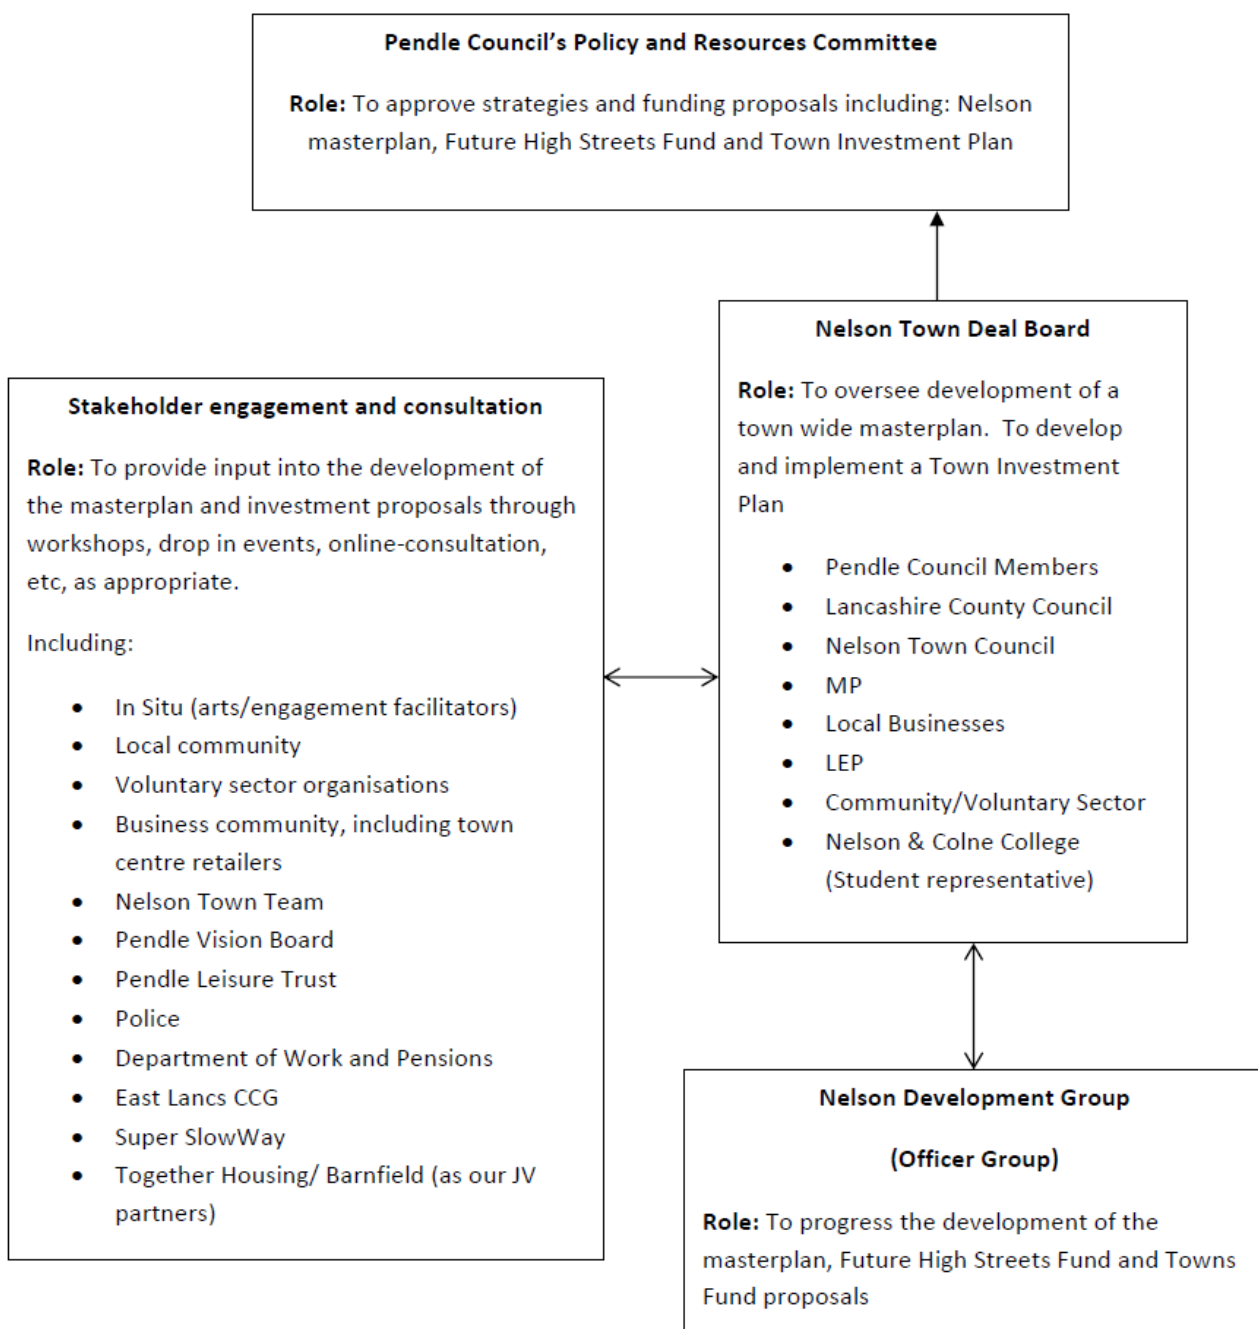 Pendle Council’s Policy and Resources Committee
Role: To approve strategies and funding proposals including: Nelson
masterplan, Future High Streets Fund and Town Investment Plan
Nelson Town Deal Board
Role: To oversee development of a
town wide masterplan.  To develop
and implement a Town Investment
Plan
• Pendle Council Members
• Lancashire County Council
• Nelson Town Council
• MP
• Local Businesses
• LEP
• Community/Voluntary Sector
• Nelson & Colne College
(Student representative)
Stakeholder engagement and consultation
Role: To provide input into the development of
the masterplan and investment proposals through
workshops, drop in events, online-consultation,
etc, as appropriate.
Including:
• In Situ (arts/engagement facilitators)
• Local community
• Voluntary sector organisations
• Business community, including town
centre retailers
• Nelson Town Team
• Pendle Vision Board
• Pendle Leisure Trust
• Police
• Department of Work and Pensions
• East Lancs CCG
• Super SlowWay
• Together Housing/ Barnfield (as our JV
partners)
Nelson Development Group
(Officer Group)
Role: To progress the development of the
masterplan, Future High Streets Fund and Towns
Fund proposals